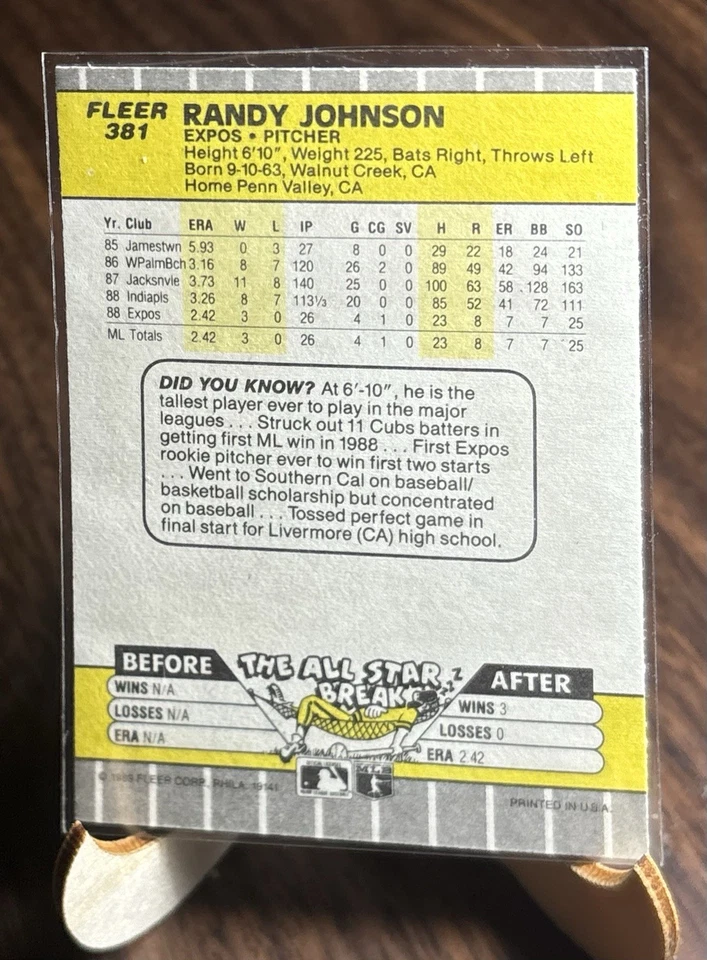 FLEER
381
RANDY JOHNSON
EXPOS • PITCHER
Height 6'10", Weight 225, Bats Right, Throws Left
Born 9-10-63, Walnut Creek, CA
Home Penn Valley, CA
Yr. Club ERA W L IP G CG SV H R ER BB SO
85 Jamestwn 5.93 0 3 27 8 0 0 29 22 18 24 21
86 WPalmBch 3.16 8 7 120 26 2 0 89 49 42 94 133
87 Jacksnvle 3.73 11 8 140 25 0 0 100 63 58 128 163
88 Indiapls 3.26 8 7 113⅓ 20 0 0 85 52 41 72 111
88 Expos 2.42 3 0 26 4 1 0 23 8 7 7 25
ML Totals 2.42 3 0 26 4 1 0 23 8 7 7 25
DID YOU KNOW? At 6'-10", he is the
tallest player ever to play in the major
leagues . . . Struck out 11 Cubs batters in
getting first ML win in 1988 . . . First Expos
rookie pitcher ever to win first two starts
. . . Went to Southern Cal on baseball/
basketball scholarship but concentrated
on baseball . . . Tossed perfect game in
final start for Livermore (CA) high school.
BEFORE
WINS N/A
LOSSES N/A
ERA N/A
THE ALL STAR
BREAK
AFTER
WINS 3
LOSSES 0
ERA 2.42
FLEER CORP. PHILA. 19141
PRINTED IN U.S.A.